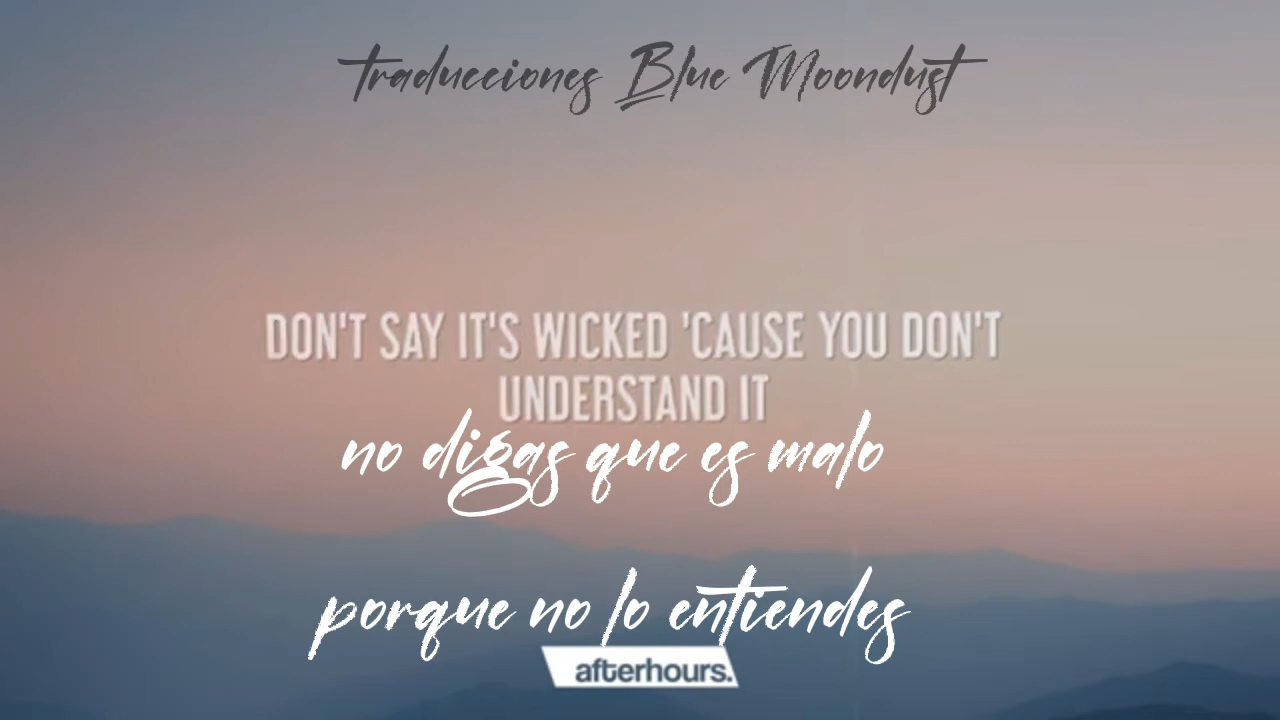 traducciones Blue Moondust
DON'T SAY IT'S WICKED 'CAUSE YOU DON'T
UNDERSTAND IT
no digas que es malo
porque no lo entiendes
afterhours.